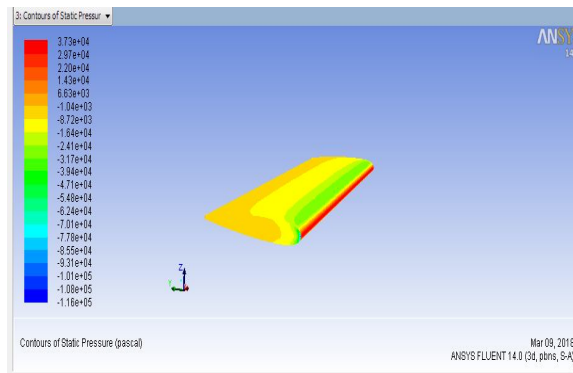 3: Contours of Static Pressur
ANSY
14
3.73e+04
2.97e+04
2.20e+04
1.43e+04
6.63e+03
-1.04e+03
-8.72e+03
-1.64e+04
-2.41e+04
-3.17e+04
-3.94e+04
-4.71e+04
-5.48e+04
-6.24e+04
-7.01e+04
-7.78e+04
-8.55e+04
-9.31e+04
-1.01e+05
-1.08e+05
-1.16e+05
Z
Y
Contours of Static Pressure (pascal)
Mar 09, 2018
ANSYS FLUENT 14.0 (3d, pbns, S-A)